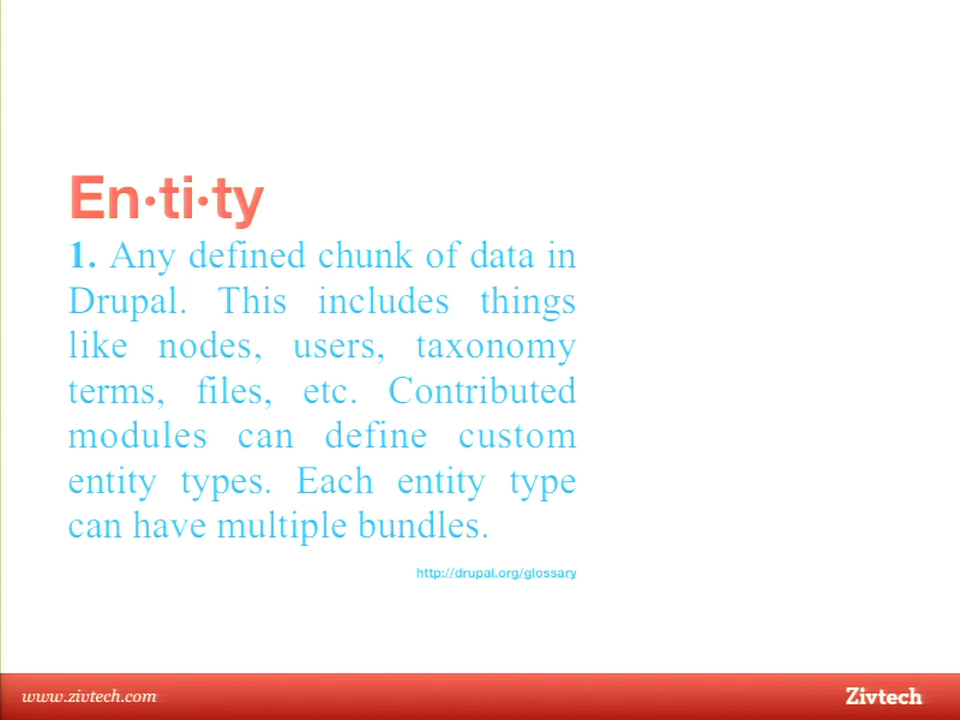 En·ti·ty
1. Any defined chunk of data in
Drupal. This includes things
like nodes, users, taxonomy
terms, files, etc. Contributed
modules can define custom
entity types. Each entity type
can have multiple bundles.
http://drupal.org/glossary
www.zivtech.com
Zivtech